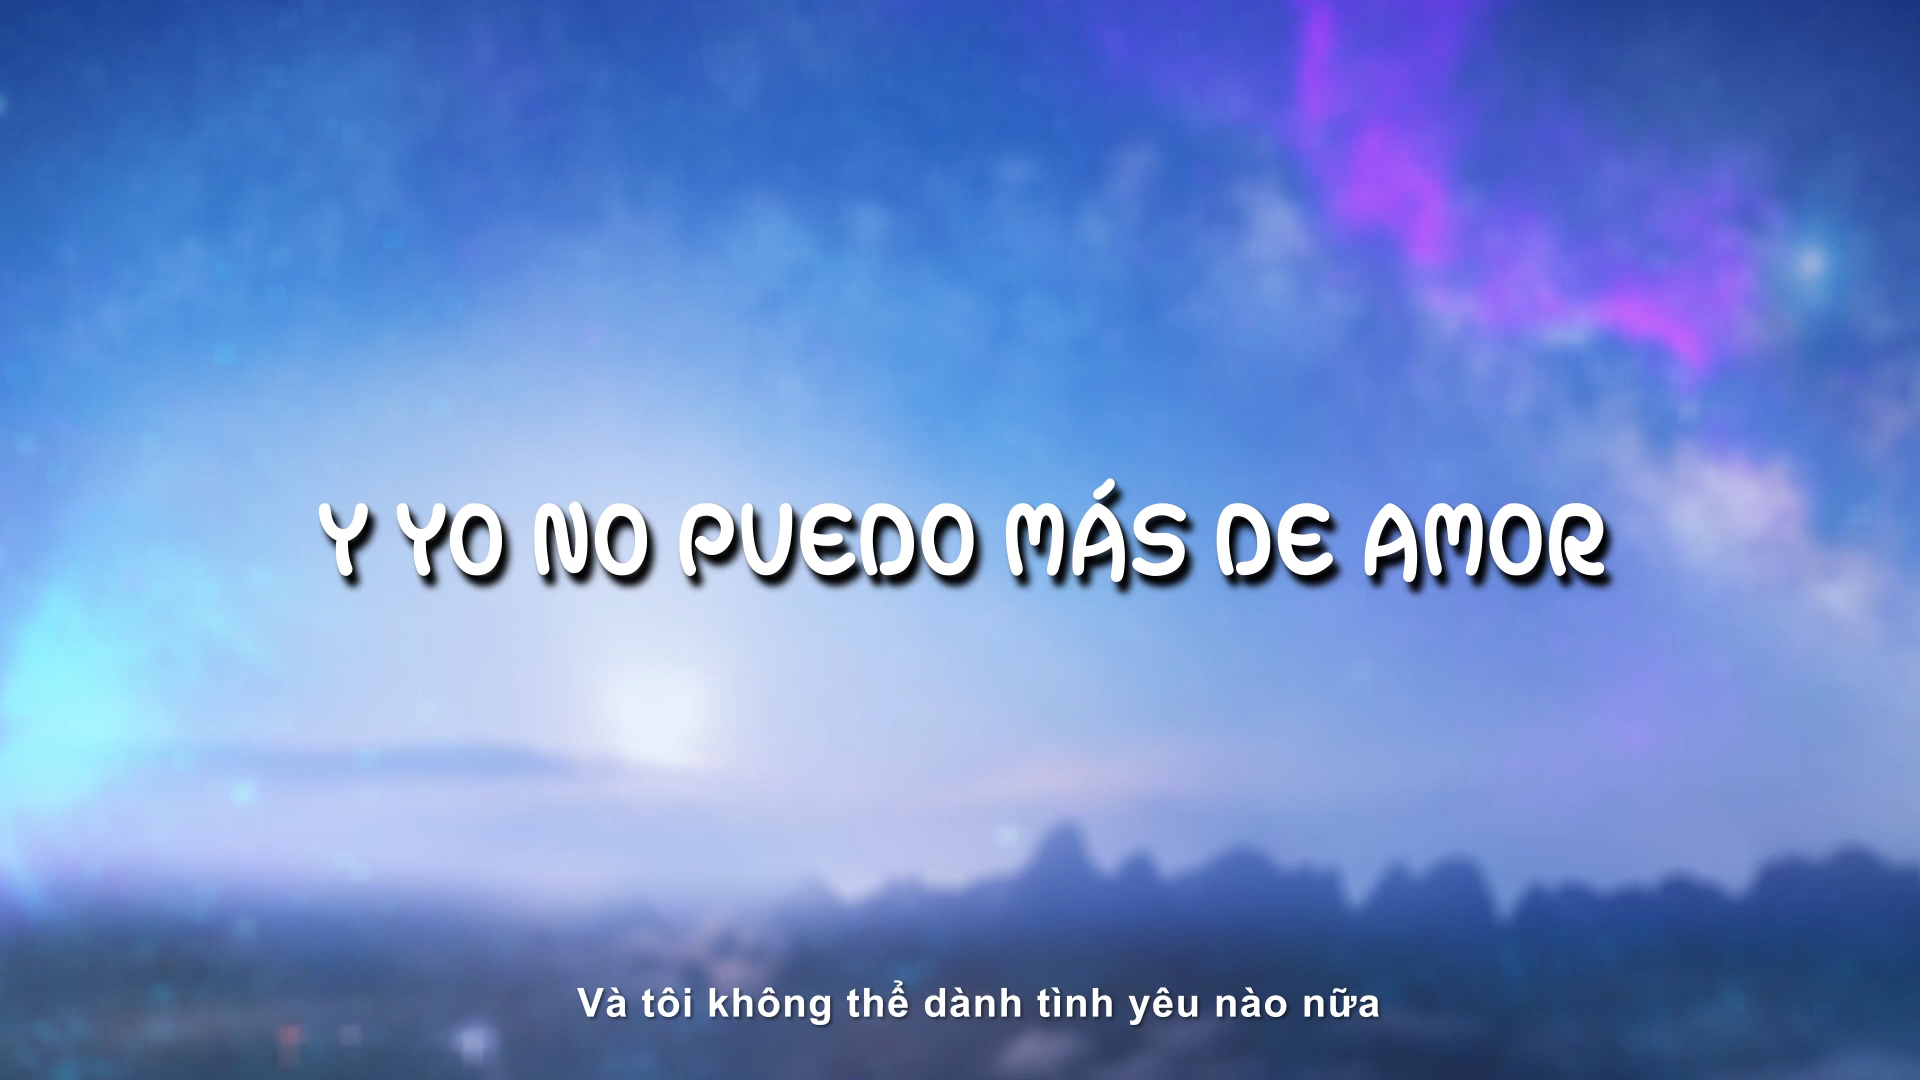 Y YO NO PUEDO MÁS DE AMOR
Và tôi không thể dành tình yêu nào nữa